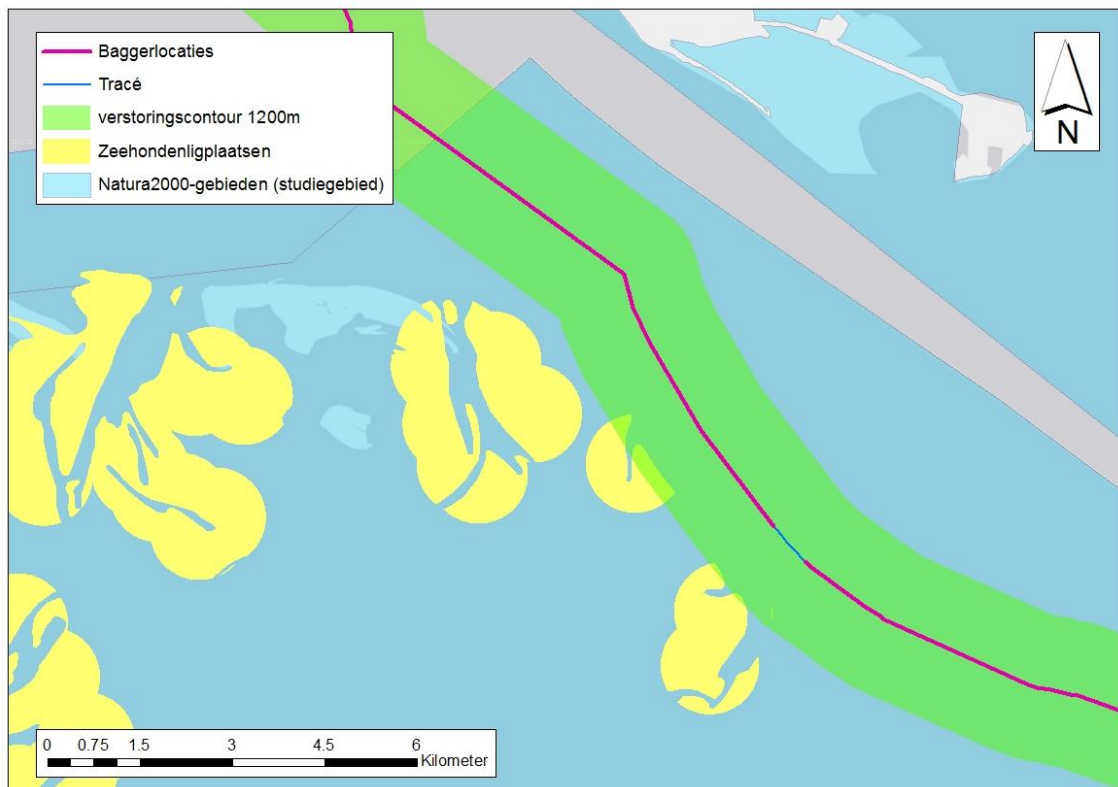 Baggerlocaties
Tracé
verstoringscontour 1200m
Zeehondenligplaatsen
Natura2000-gebieden (studiegebied)
N
0 0.75 1.5 3 4.5 6
Kilometer